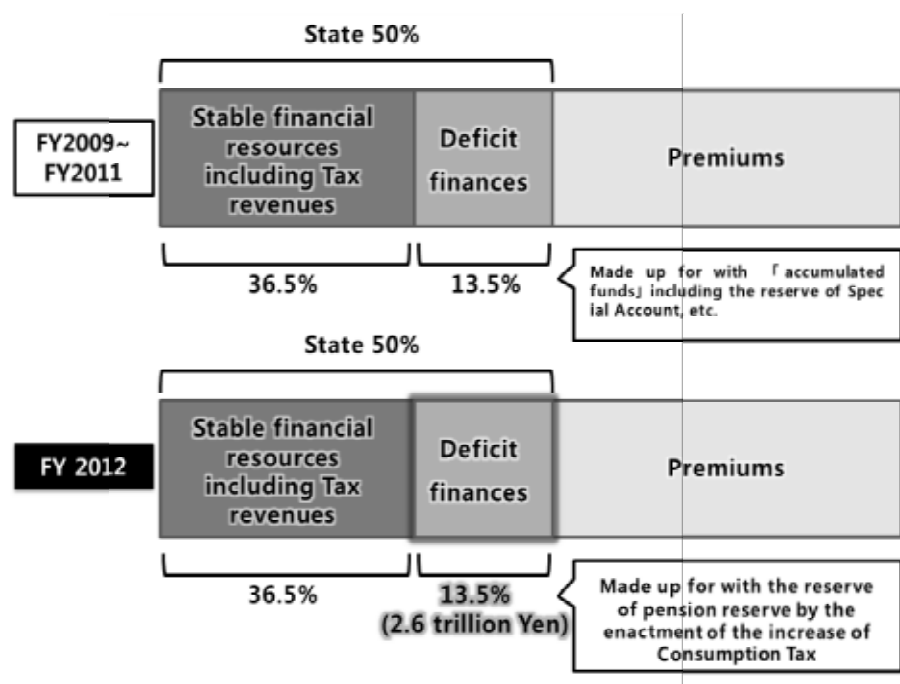 State 50%
FY2009~
FY2011
Stable financial
resources
including Tax
revenues
Deficit
finances
Premiums
36.5%
13.5%
Made up for with 「accumulated
funds」including the reserve of Spec
ial Account, etc.
State 50%
FY 2012
Stable financial
resources
including Tax
revenues
Deficit
finances
Premiums
36.5%
13.5%
(2.6 trillion Yen)
Made up for with the reserve
of pension reserve by the
enactment of the increase of
Consumption Tax